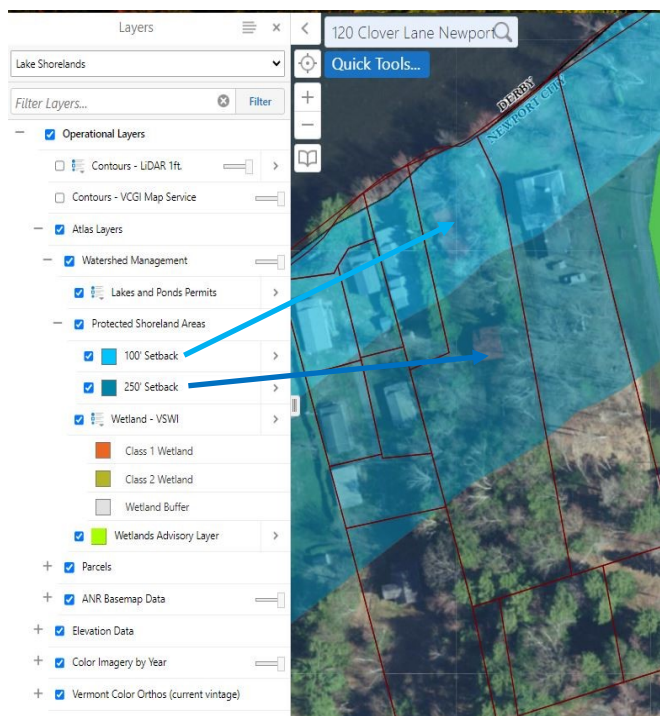 Layers
Lake Shorelands
Filter Layers...
Filter
Operational Layers
Contours - LiDAR 1ft.
Contours - VCGI Map Service
Atlas Layers
Watershed Management
Lakes and Ponds Permits
Protected Shoreland Areas
100' Setback
250' Setback
Wetland - VSWI
Class 1 Wetland
Class 2 Wetland
Wetland Buffer
Wetlands Advisory Layer
Parcels
ANR Basemap Data
Elevation Data
Color Imagery by Year
Vermont Color Orthos (current vintage)
120 Clover Lane Newport
Quick Tools...
DERBY
NEWPORT CITY